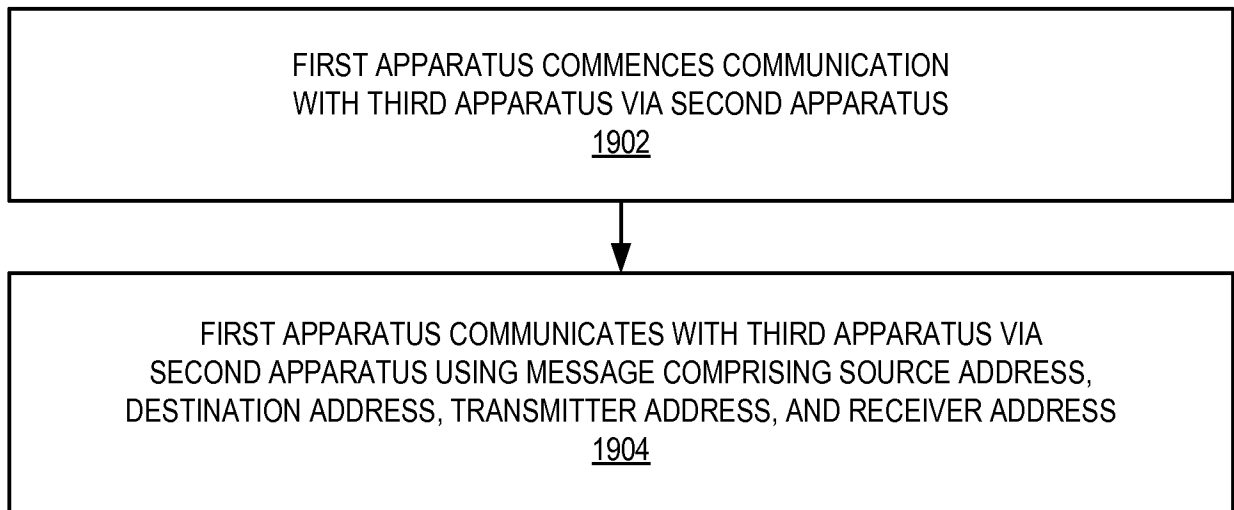 FIRST APPARATUS COMMENCES COMMUNICATION
WITH THIRD APPARATUS VIA SECOND APPARATUS
1902
FIRST APPARATUS COMMUNICATES WITH THIRD APPARATUS VIA
SECOND APPARATUS USING MESSAGE COMPRISING SOURCE ADDRESS,
DESTINATION ADDRESS, TRANSMITTER ADDRESS, AND RECEIVER ADDRESS
1904